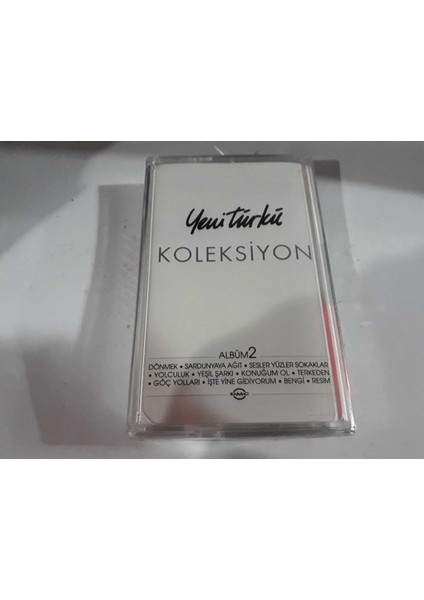 Yeni Türkü
KOLEKSİYON
ALBÜM 2
DÖNMEK • SARDUNYAYA AĞIT • SESLER YÜZLER SOKAKLAR
• YOLCULUK • YEŞİL ŞARKI • KONUĞUM OL • TERKEDEN
• GÖÇ YOLLARI • İŞTE YİNE GİDİYORUM • BENGİ • RESİM